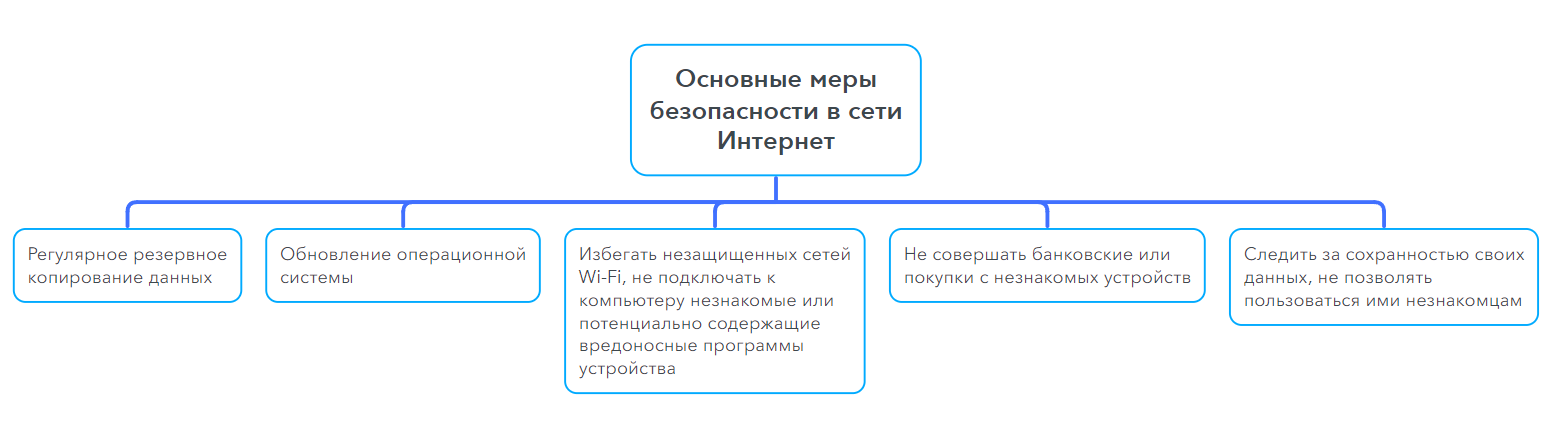 Основные меры
безопасности в сети
Интернет
Регулярное резервное
копирование данных
Обновление операционной
системы
Избегать незащищенных сетей
Wi-Fi, не подключать к
компьютеру незнакомые или
потенциально содержащие
вредоносные программы
устройства
Не совершать банковские или
покупки с незнакомых устройств
Следить за сохранностью своих
данных, не позволять
пользоваться ими незнакомцам